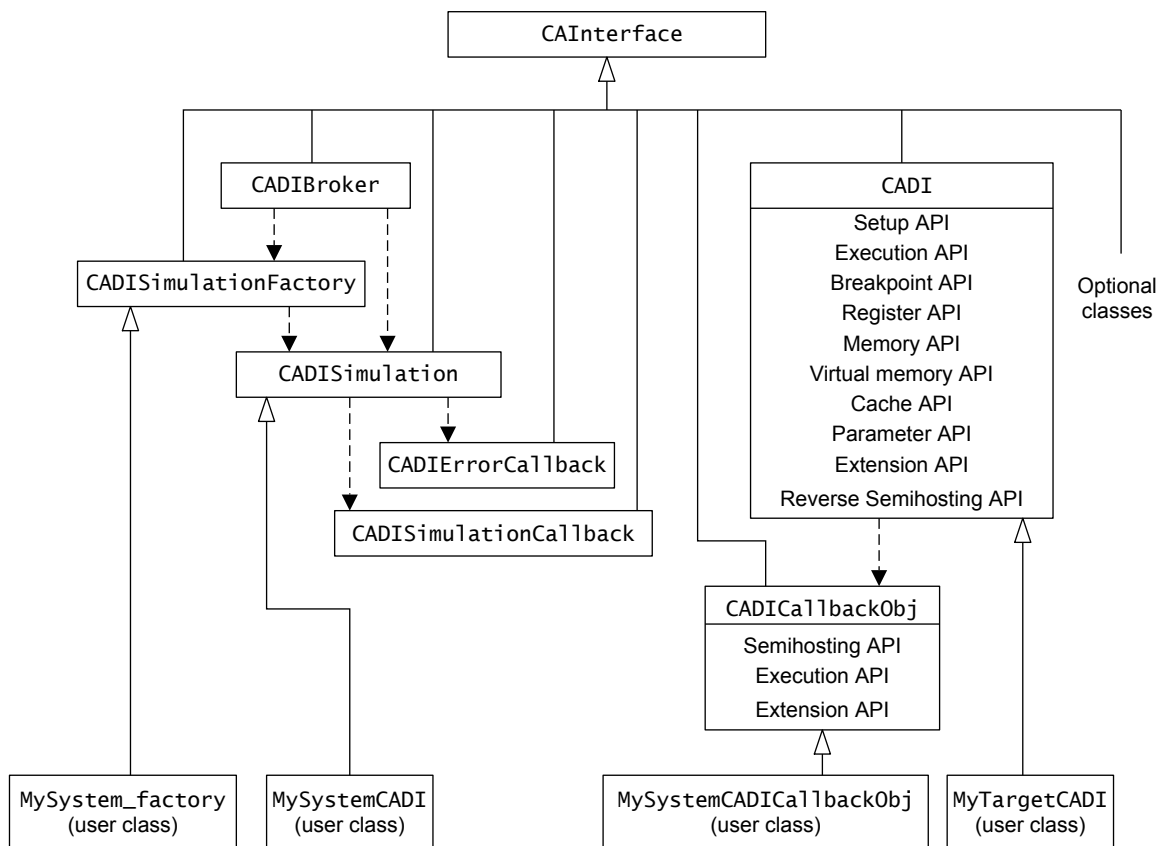 CAInterface
CADIBroker
CADISimulationFactory
CADISimulation
CADIErrorCallback
CADISimulationCallback
CADI
Setup API
Execution API
Breakpoint API
Register API
Memory API
Virtual memory API
Cache API
Parameter API
Extension API
Reverse Semihosting API
Optional
classes
CADICallbackObj
Semihosting API
Execution API
Extension API
MySystem_factory
(user class)
MySystemCADI
(user class)
MySystemCADICallbackObj
(user class)
MyTargetCADI
(user class)